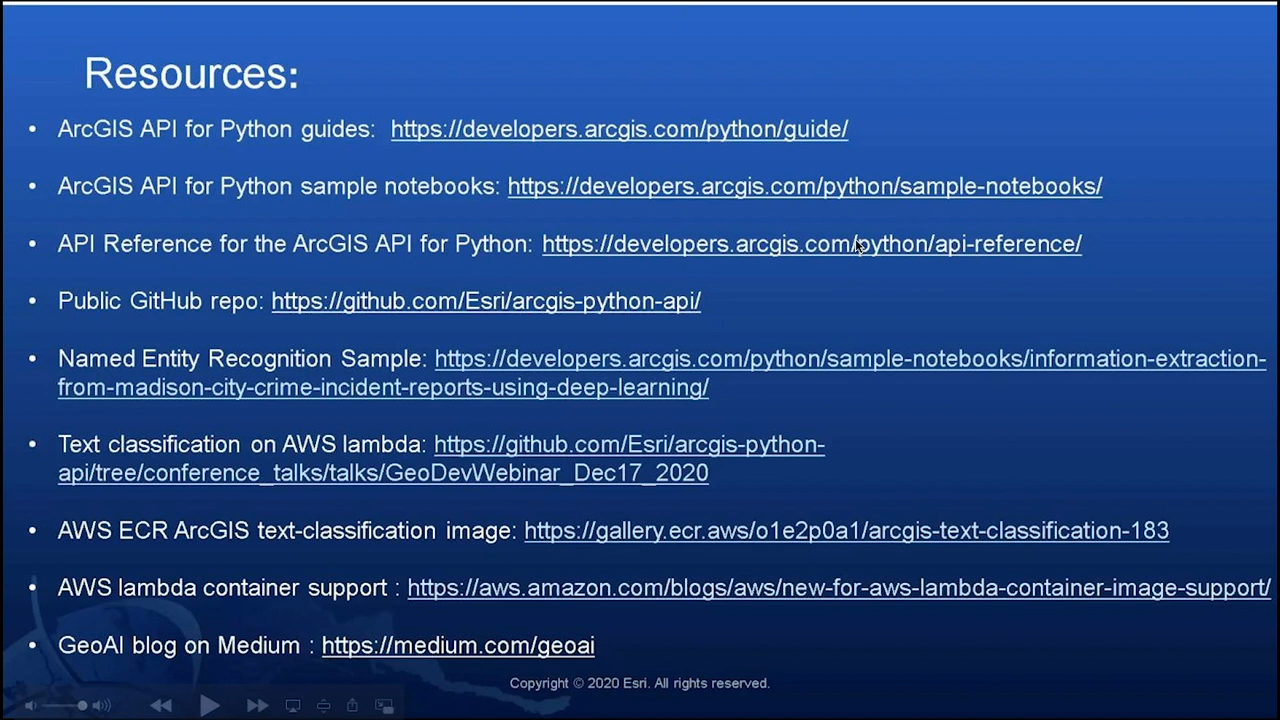 Resources:
• ArcGIS API for Python guides: https://developers.arcgis.com/python/guide/
• ArcGIS API for Python sample notebooks: https://developers.arcgis.com/python/sample-notebooks/
• API Reference for the ArcGIS API for Python: https://developers.arcgis.com/python/api-reference/
• Public GitHub repo: https://github.com/Esri/arcgis-python-api/
• Named Entity Recognition Sample: https://developers.arcgis.com/python/sample-notebooks/information-extraction-
from-madison-city-crime-incident-reports-using-deep-learning/
• Text classification on AWS lambda: https://github.com/Esri/arcgis-python-
api/tree/conference_talks/talks/GeoDevWebinar_Dec17_2020
• AWS ECR ArcGIS text-classification image: https://gallery.ecr.aws/o1e2p0a1/arcgis-text-classification-183
• AWS lambda container support : https://aws.amazon.com/blogs/aws/new-for-aws-lambda-container-image-support/
• GeoAI blog on Medium : https://medium.com/geoai
Copyright © 2020 Esri. All rights reserved.